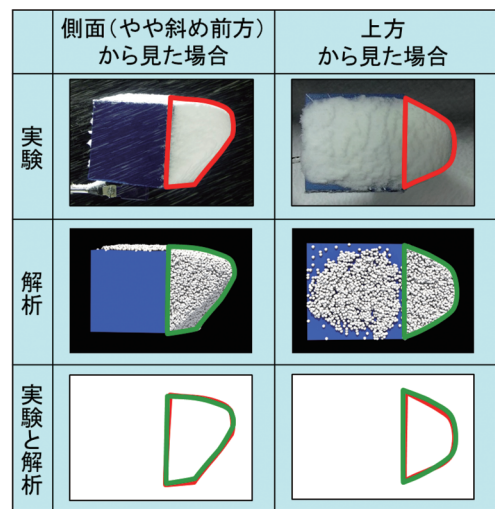 側面（やや斜め前方）
から見た場合
上方
から見た場合
実験
解析
実験と解析